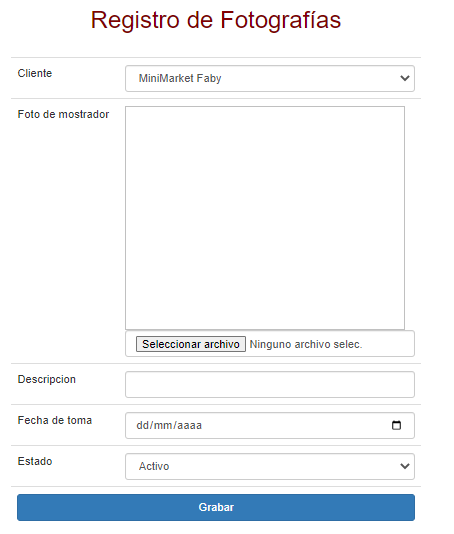 Registro de Fotografías
Cliente
MiniMarket Faby
Foto de mostrador
Seleccionar archivo Ninguno archivo selec.
Descripcion
Fecha de toma
dd/mm/aaaa
Estado
Activo
Grabar